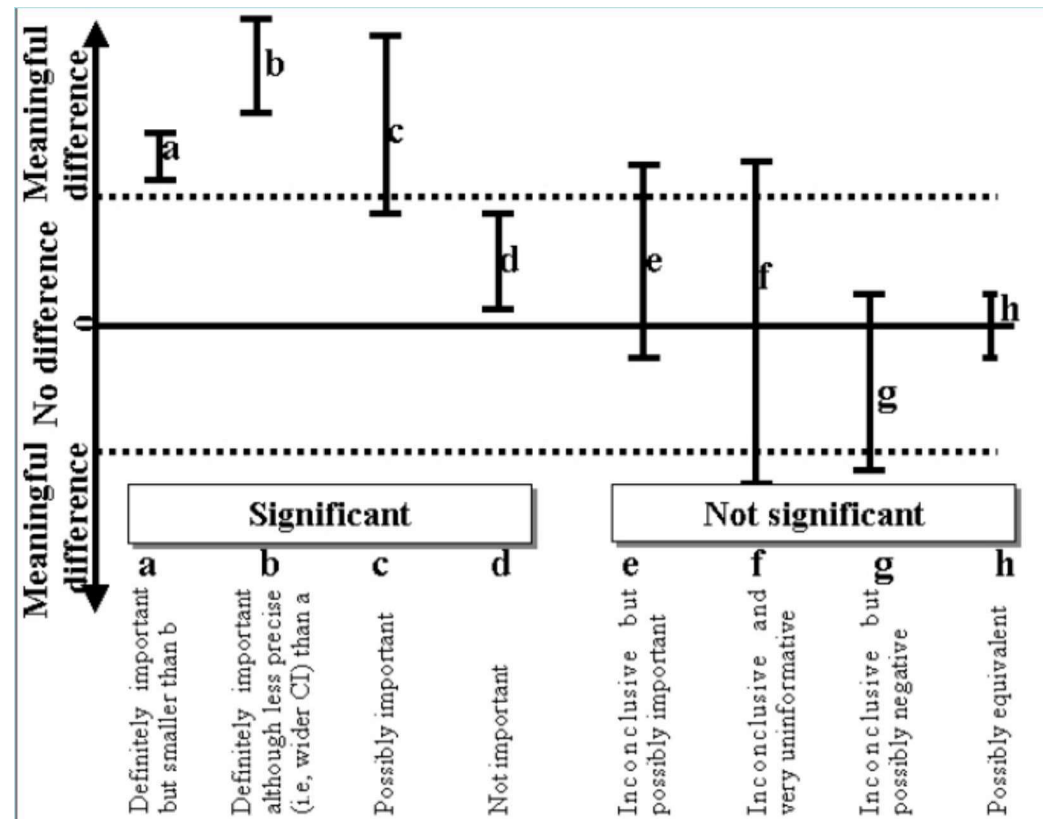 Meaningful
difference
No difference
0
Meaningful
difference
a
b
c
d
e
f
g
h
Significant
Not significant
a
b
c
d
e
f
g
h
Definitely important
but smaller than b
Definitely important
although less precise
(i.e, wider CI) than a
Possibly important
Not important
Inconclusive but
possibly important
Inconclusive and
very uninformative
Inconclusive but
possibly negative
Possibly equivalent